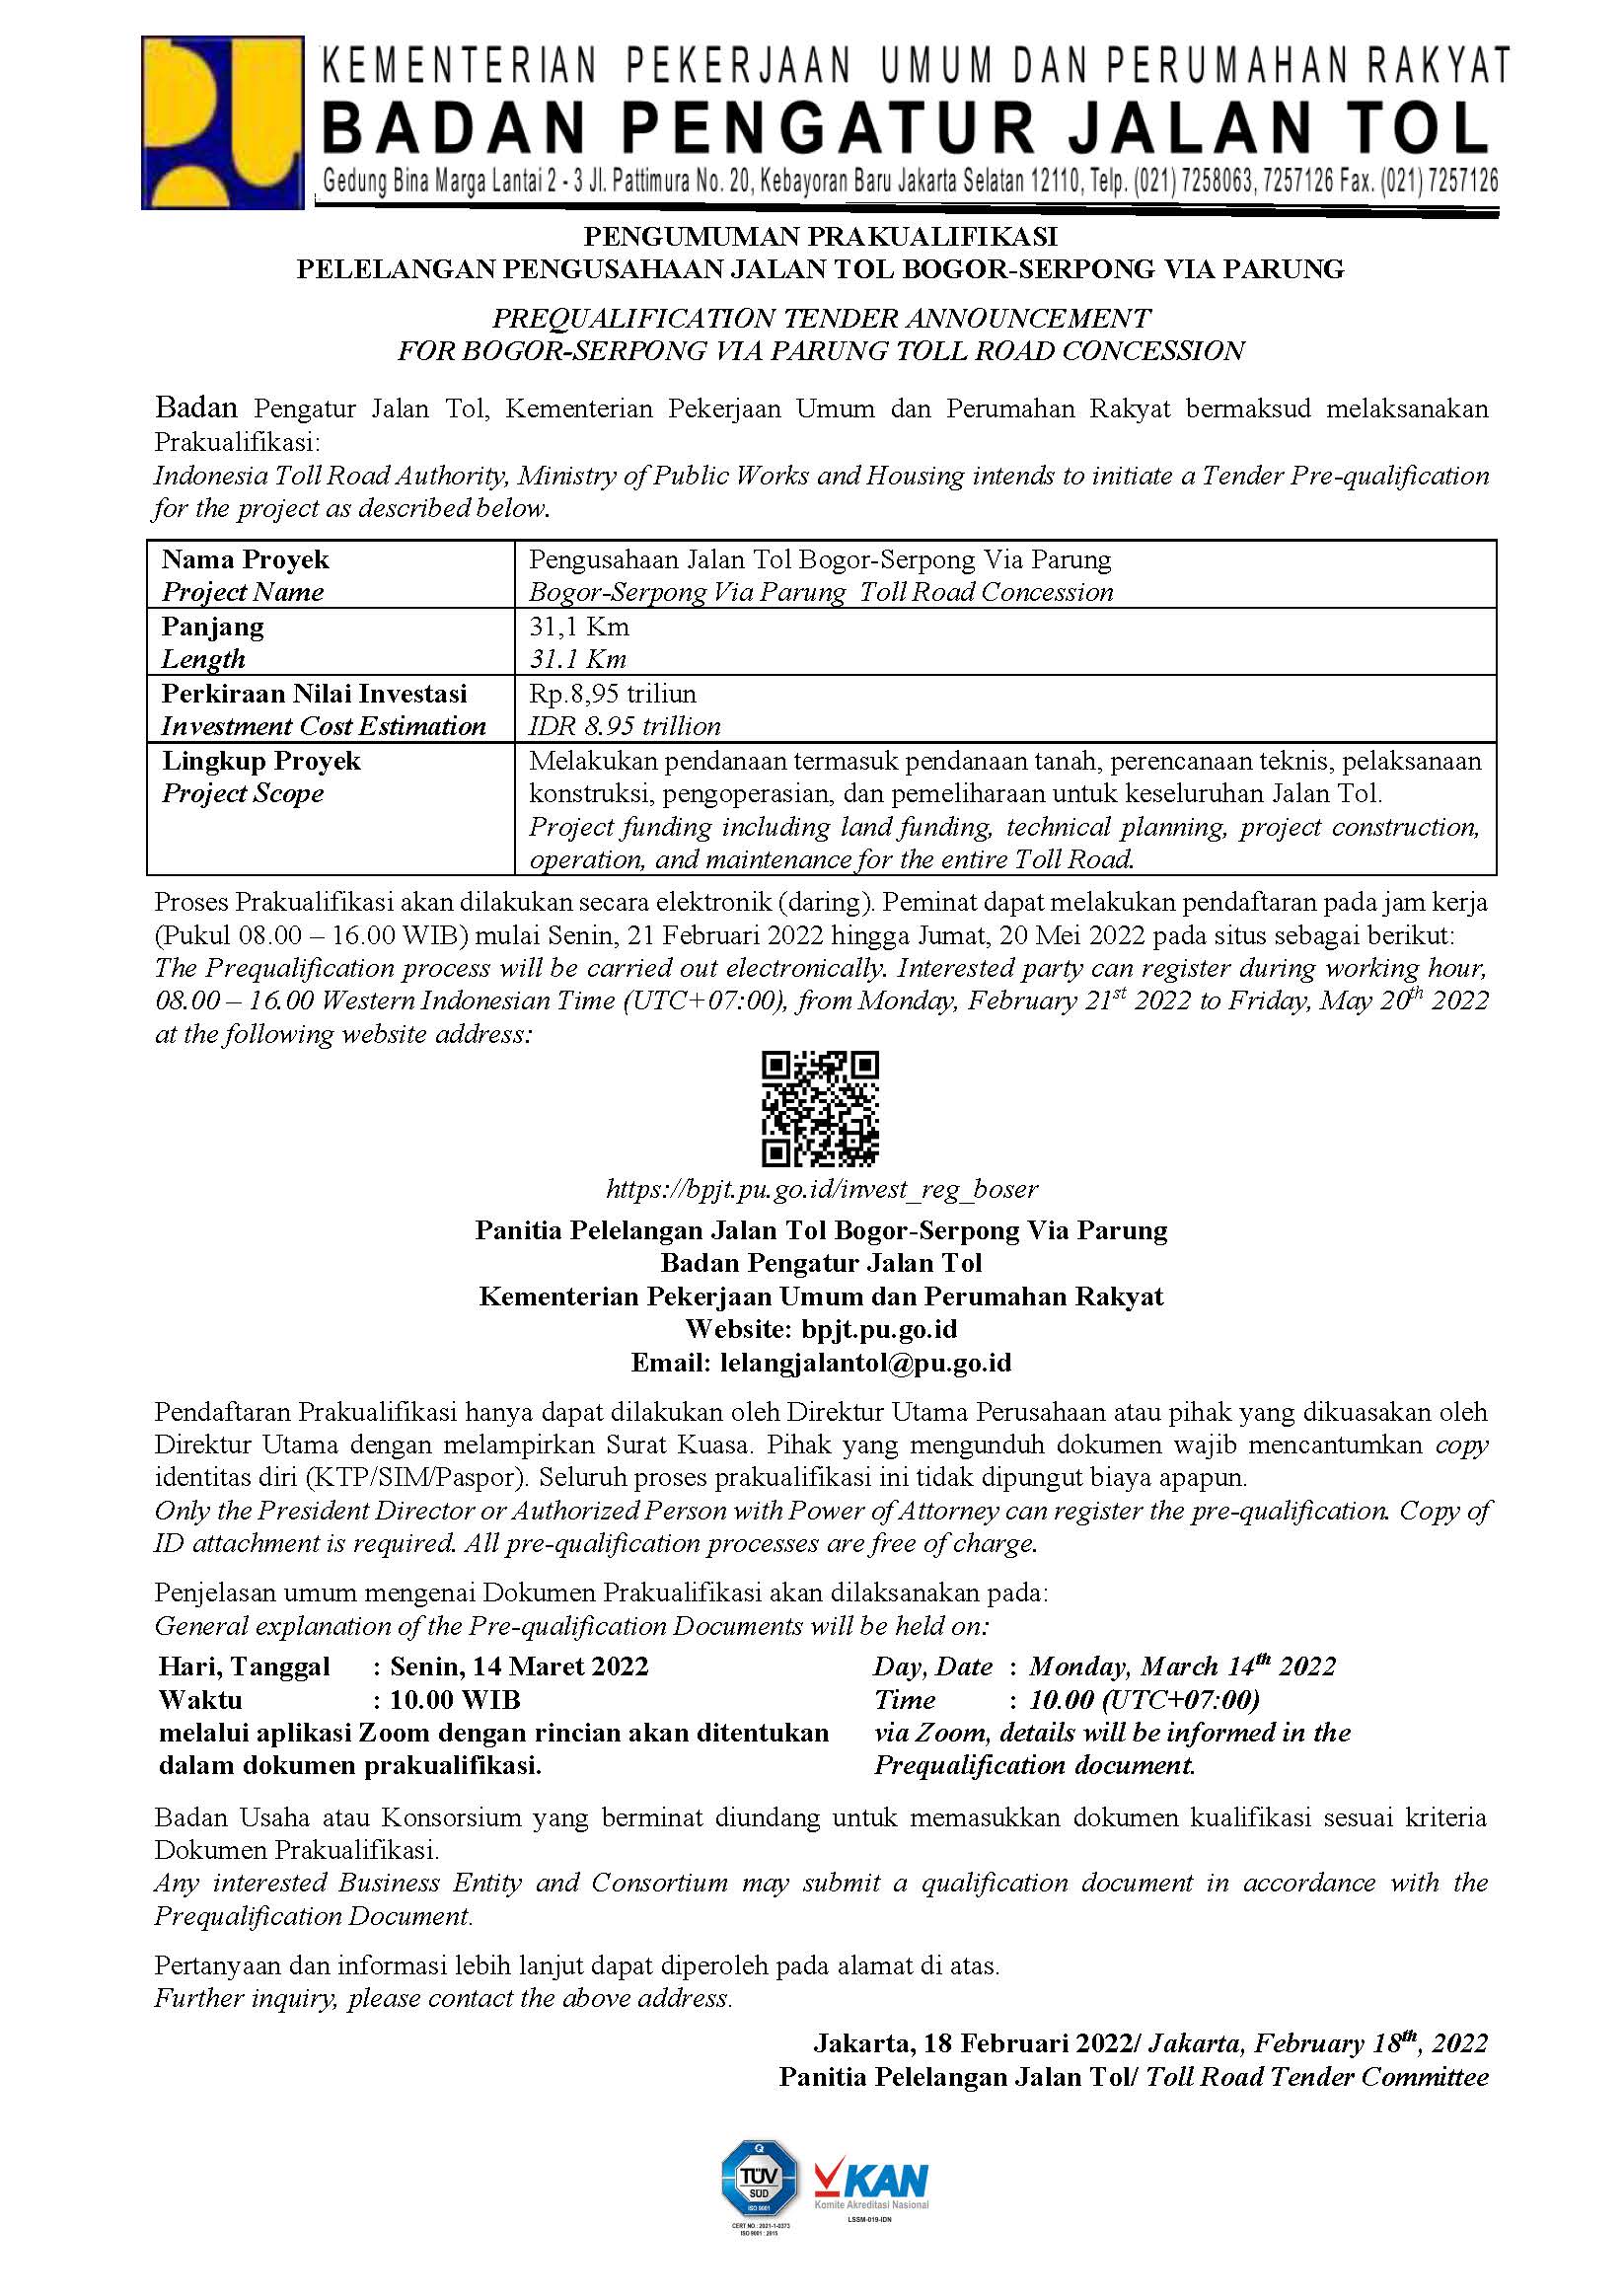 KEMENTERIAN PEKERJAAN UMUM DAN PERUMAHAN RAKYAT
BADAN PENGATUR JALAN TOL
Gedung Bina Marga Lantai 2 - 3 Jl. Pattimura No. 20, Kebayoran Baru Jakarta Selatan 12110, Telp. (021) 7258063, 7257126 Fax. (021) 7257126
PENGUMUMAN PRAKUALIFIKASI
PELELANGAN PENGUSAHAAN JALAN TOL BOGOR-SERPONG VIA PARUNG
PREQUALIFICATION TENDER ANNOUNCEMENT
FOR BOGOR-SERPONG VIA PARUNG TOLL ROAD CONCESSION
Badan Pengatur Jalan Tol, Kementerian Pekerjaan Umum dan Perumahan Rakyat bermaksud melaksanakan
Prakualifikasi:
Indonesia Toll Road Authority, Ministry of Public Works and Housing intends to initiate a Tender Pre-qualification
for the project as described below.
Nama Proyek
Project Name
Pengusahaan Jalan Tol Bogor-Serpong Via Parung
Bogor-Serpong Via Parung Toll Road Concession
Panjang
Length
31,1 Km
31.1 Km
Perkiraan Nilai Investasi
Investment Cost Estimation
Rp.8,95 triliun
IDR 8.95 trillion
Lingkup Proyek
Project Scope
Melakukan pendanaan termasuk pendanaan tanah, perencanaan teknis, pelaksanaan
konstruksi, pengoperasian, dan pemeliharaan untuk keseluruhan Jalan Tol.
Project funding including land funding, technical planning, project construction,
operation, and maintenance for the entire Toll Road.
Proses Prakualifikasi akan dilakukan secara elektronik (daring). Peminat dapat melakukan pendaftaran pada jam kerja
(Pukul 08.00 – 16.00 WIB) mulai Senin, 21 Februari 2022 hingga Jumat, 20 Mei 2022 pada situs sebagai berikut:
The Prequalification process will be carried out electronically. Interested party can register during working hour,
08.00 – 16.00 Western Indonesian Time (UTC+07:00), from Monday, February 21st 2022 to Friday, May 20th 2022
at the following website address:
https://bpjt.pu.go.id/invest_reg_boser
Panitia Pelelangan Jalan Tol Bogor-Serpong Via Parung
Badan Pengatur Jalan Tol
Kementerian Pekerjaan Umum dan Perumahan Rakyat
Website: bpjt.pu.go.id
Email: lelangjalantol@pu.go.id
Pendaftaran Prakualifikasi hanya dapat dilakukan oleh Direktur Utama Perusahaan atau pihak yang dikuasakan oleh
Direktur Utama dengan melampirkan Surat Kuasa. Pihak yang mengunduh dokumen wajib mencantumkan copy
identitas diri (KTP/SIM/Paspor). Seluruh proses prakualifikasi ini tidak dipungut biaya apapun.
Only the President Director or Authorized Person with Power of Attorney can register the pre-qualification. Copy of
ID attachment is required. All pre-qualification processes are free of charge.
Penjelasan umum mengenai Dokumen Prakualifikasi akan dilaksanakan pada:
General explanation of the Pre-qualification Documents will be held on:
Hari, Tanggal : Senin, 14 Maret 2022
Waktu : 10.00 WIB
melalui aplikasi Zoom dengan rincian akan ditentukan
dalam dokumen prakualifikasi.
Day, Date : Monday, March 14th 2022
Time : 10.00 (UTC+07:00)
via Zoom, details will be informed in the
Prequalification document.
Badan Usaha atau Konsorsium yang berminat diundang untuk memasukkan dokumen kualifikasi sesuai kriteria
Dokumen Prakualifikasi.
Any interested Business Entity and Consortium may submit a qualification document in accordance with the
Prequalification Document.
Pertanyaan dan informasi lebih lanjut dapat diperoleh pada alamat di atas.
Further inquiry, please contact the above address.
Jakarta, 18 Februari 2022/ Jakarta, February 18th, 2022
Panitia Pelelangan Jalan Tol/ Toll Road Tender Committee
Q
TÜV
SÜD
ISO 9001
CERT NO : 2021-1-0373
ISO 9001 : 2015
KAN
Komite Akreditasi Nasional
LSSM-019-IDN